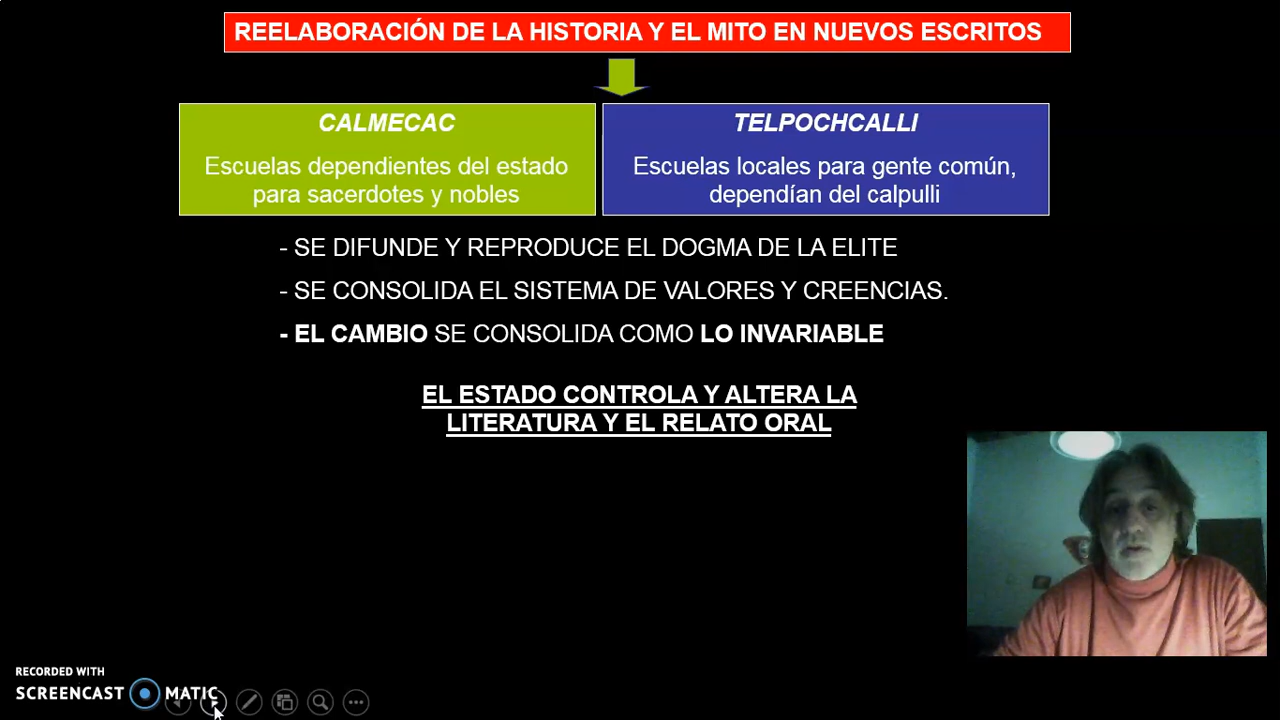 REELABORACIÓN DE LA HISTORIA Y EL MITO EN NUEVOS ESCRITOS
CALMECAC
Escuelas dependientes del estado
para sacerdotes y nobles
TELPOCHCALLI
Escuelas locales para gente común,
dependían del calpulli
- SE DIFUNDE Y REPRODUCE EL DOGMA DE LA ELITE
- SE CONSOLIDA EL SISTEMA DE VALORES Y CREENCIAS.
- EL CAMBIO SE CONSOLIDA COMO LO INVARIABLE
EL ESTADO CONTROLA Y ALTERA LA
LITERATURA Y EL RELATO ORAL
RECORDED WITH
SCREENCAST MATIC